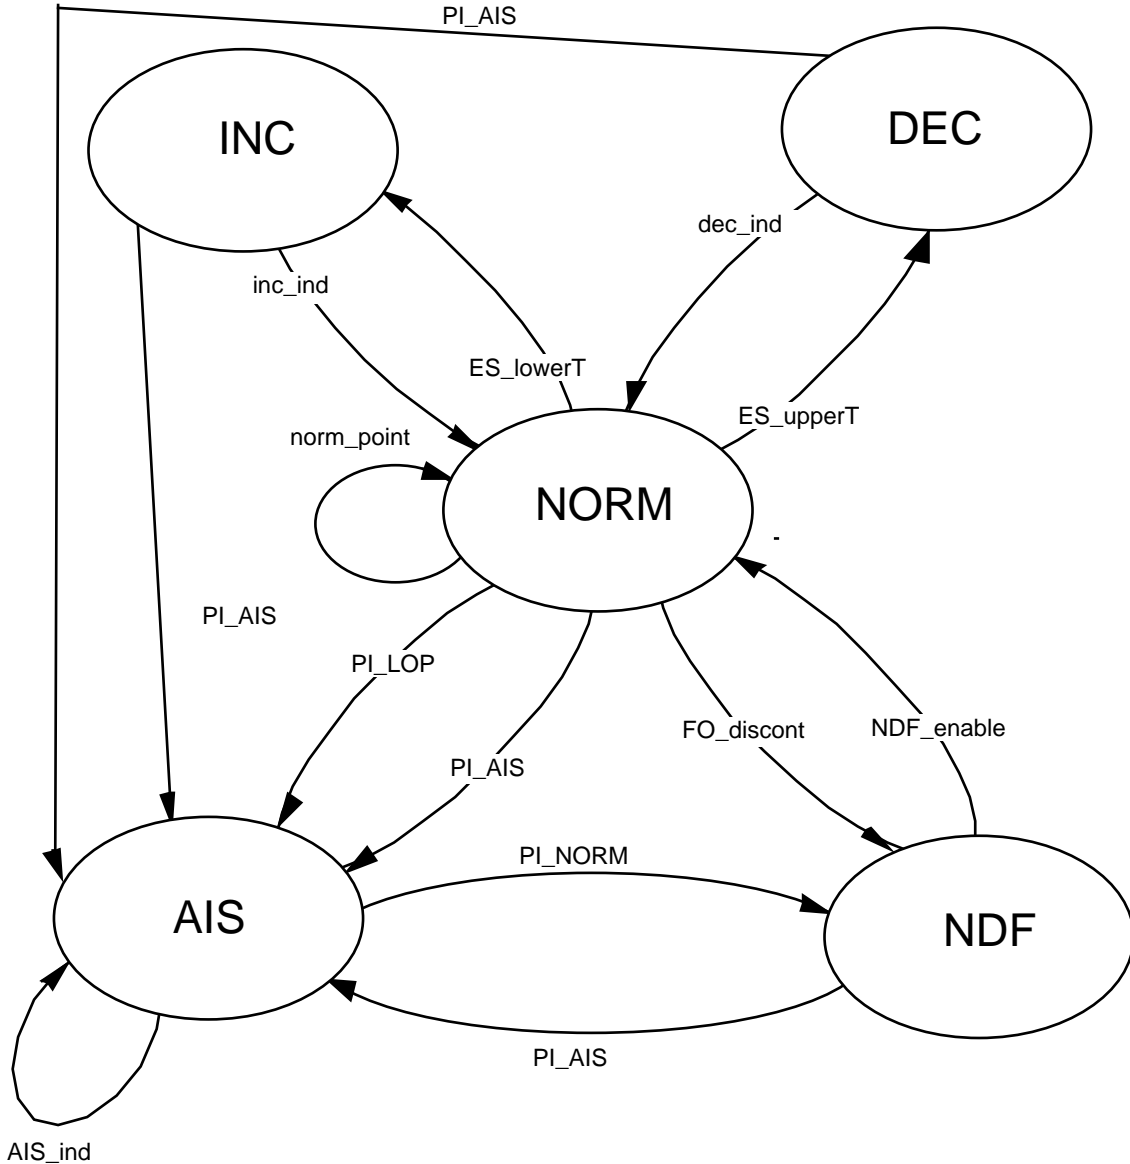 PI_AIS
INC
DEC
dec_ind
inc_ind
ES_lowerT
ES_upperT
norm_point
NORM
-
PI_AIS
PI_LOP
FO_discont
NDF_enable
PI_AIS
PI_NORM
AIS
NDF
PI_AIS
AIS_ind